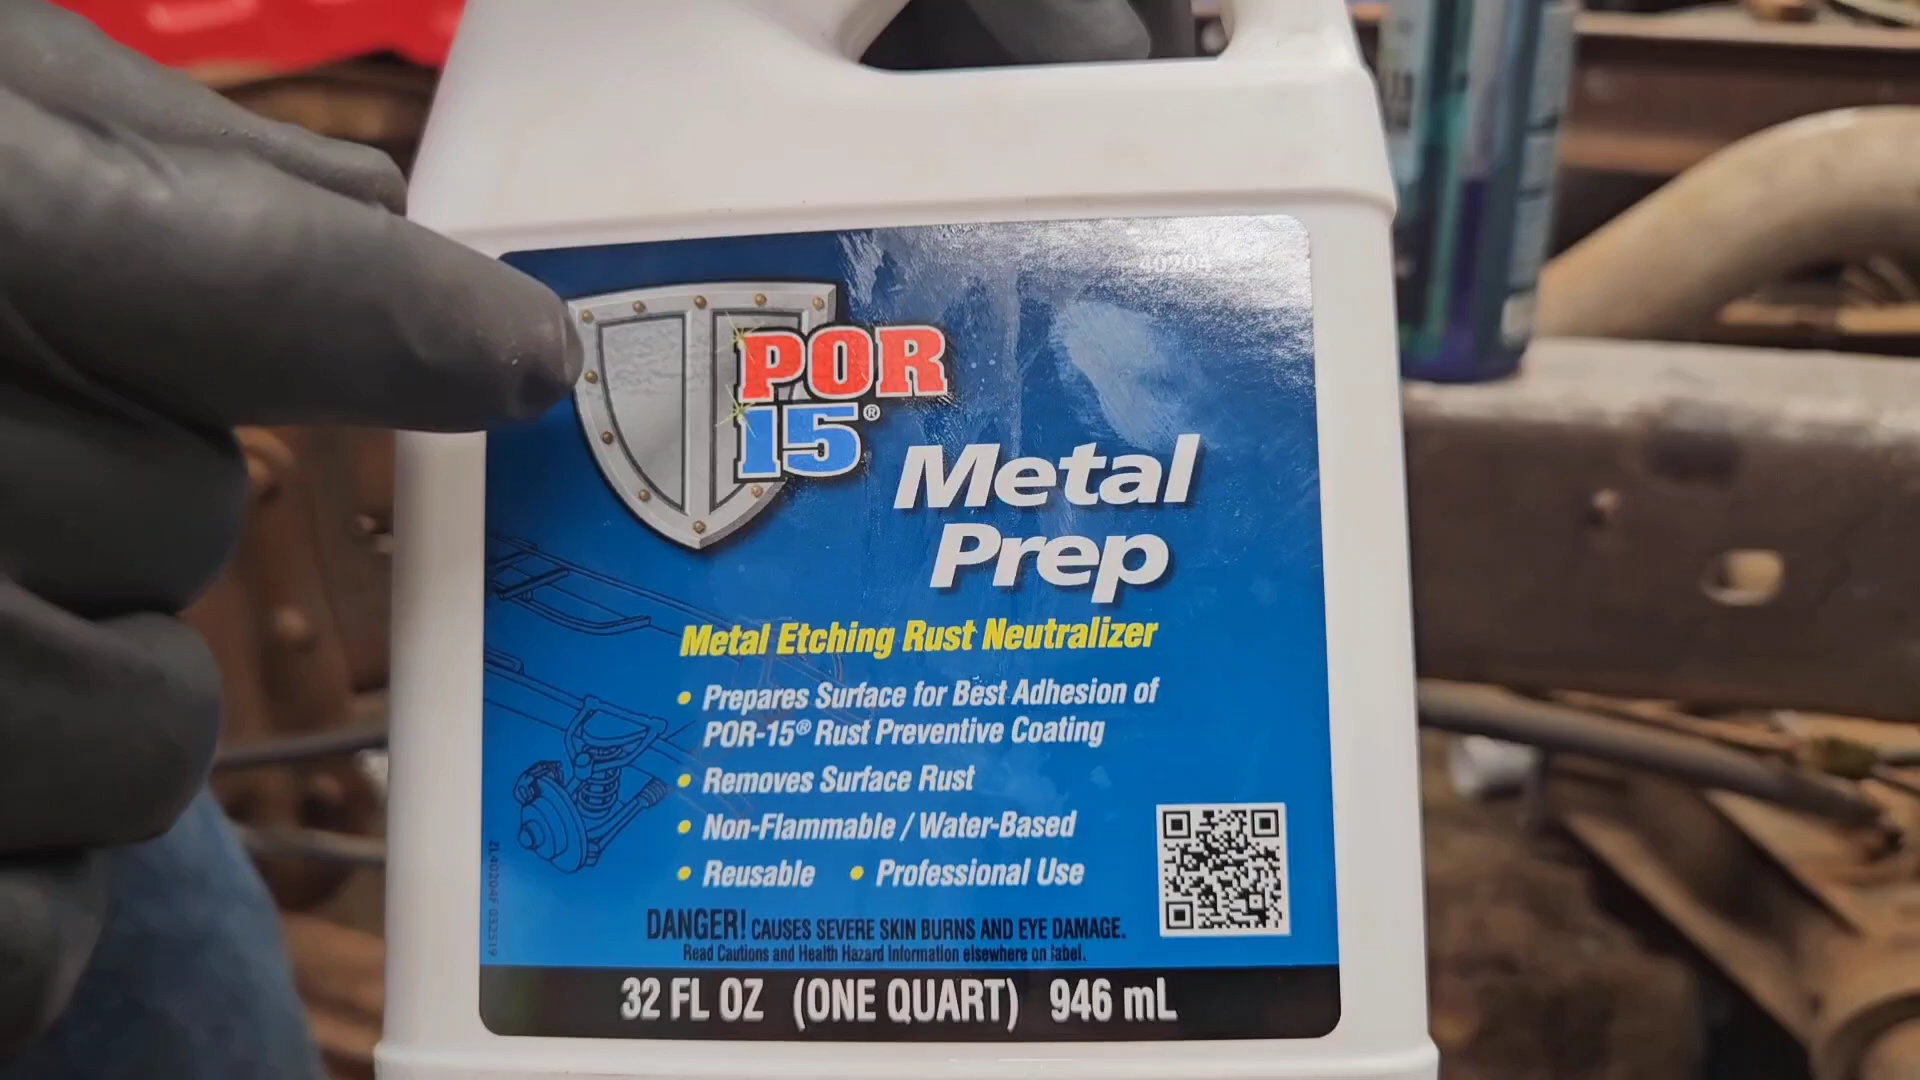 40204
POR
15®
Metal
Prep
Metal Etching Rust Neutralizer
• Prepares Surface for Best Adhesion of
POR-15® Rust Preventive Coating
• Removes Surface Rust
• Non-Flammable / Water-Based
• Reusable • Professional Use
DANGER! CAUSES SEVERE SKIN BURNS AND EYE DAMAGE.
Read Cautions and Health Hazard Information elsewhere on label.
32 FL OZ (ONE QUART) 946 mL